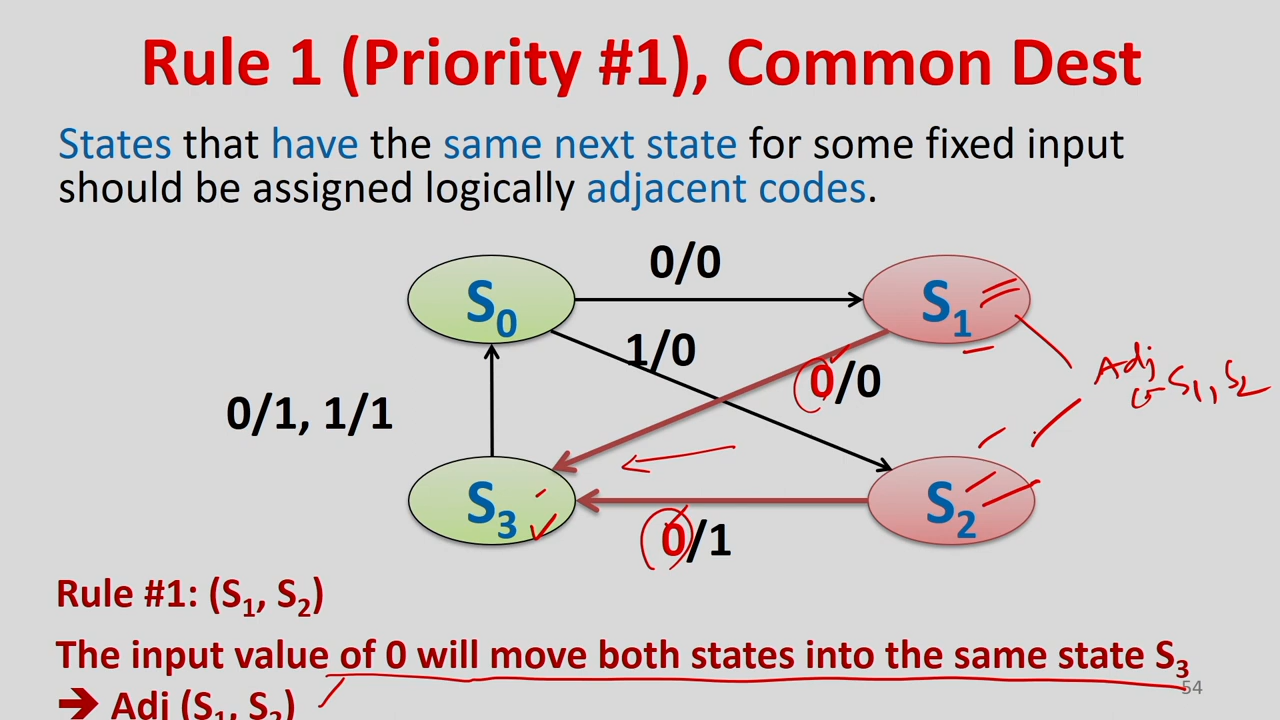 Rule 1 (Priority #1), Common Dest
States that have the same next state for some fixed input
should be assigned logically adjacent codes.
0/0
S0
S1
1/0
0/0
Adj
S1, S2
0/1, 1/1
S3
S2
0/1
Rule #1: (S1, S2)
The input value of 0 will move both states into the same state S3
54
➔ Adj (S1, S2)